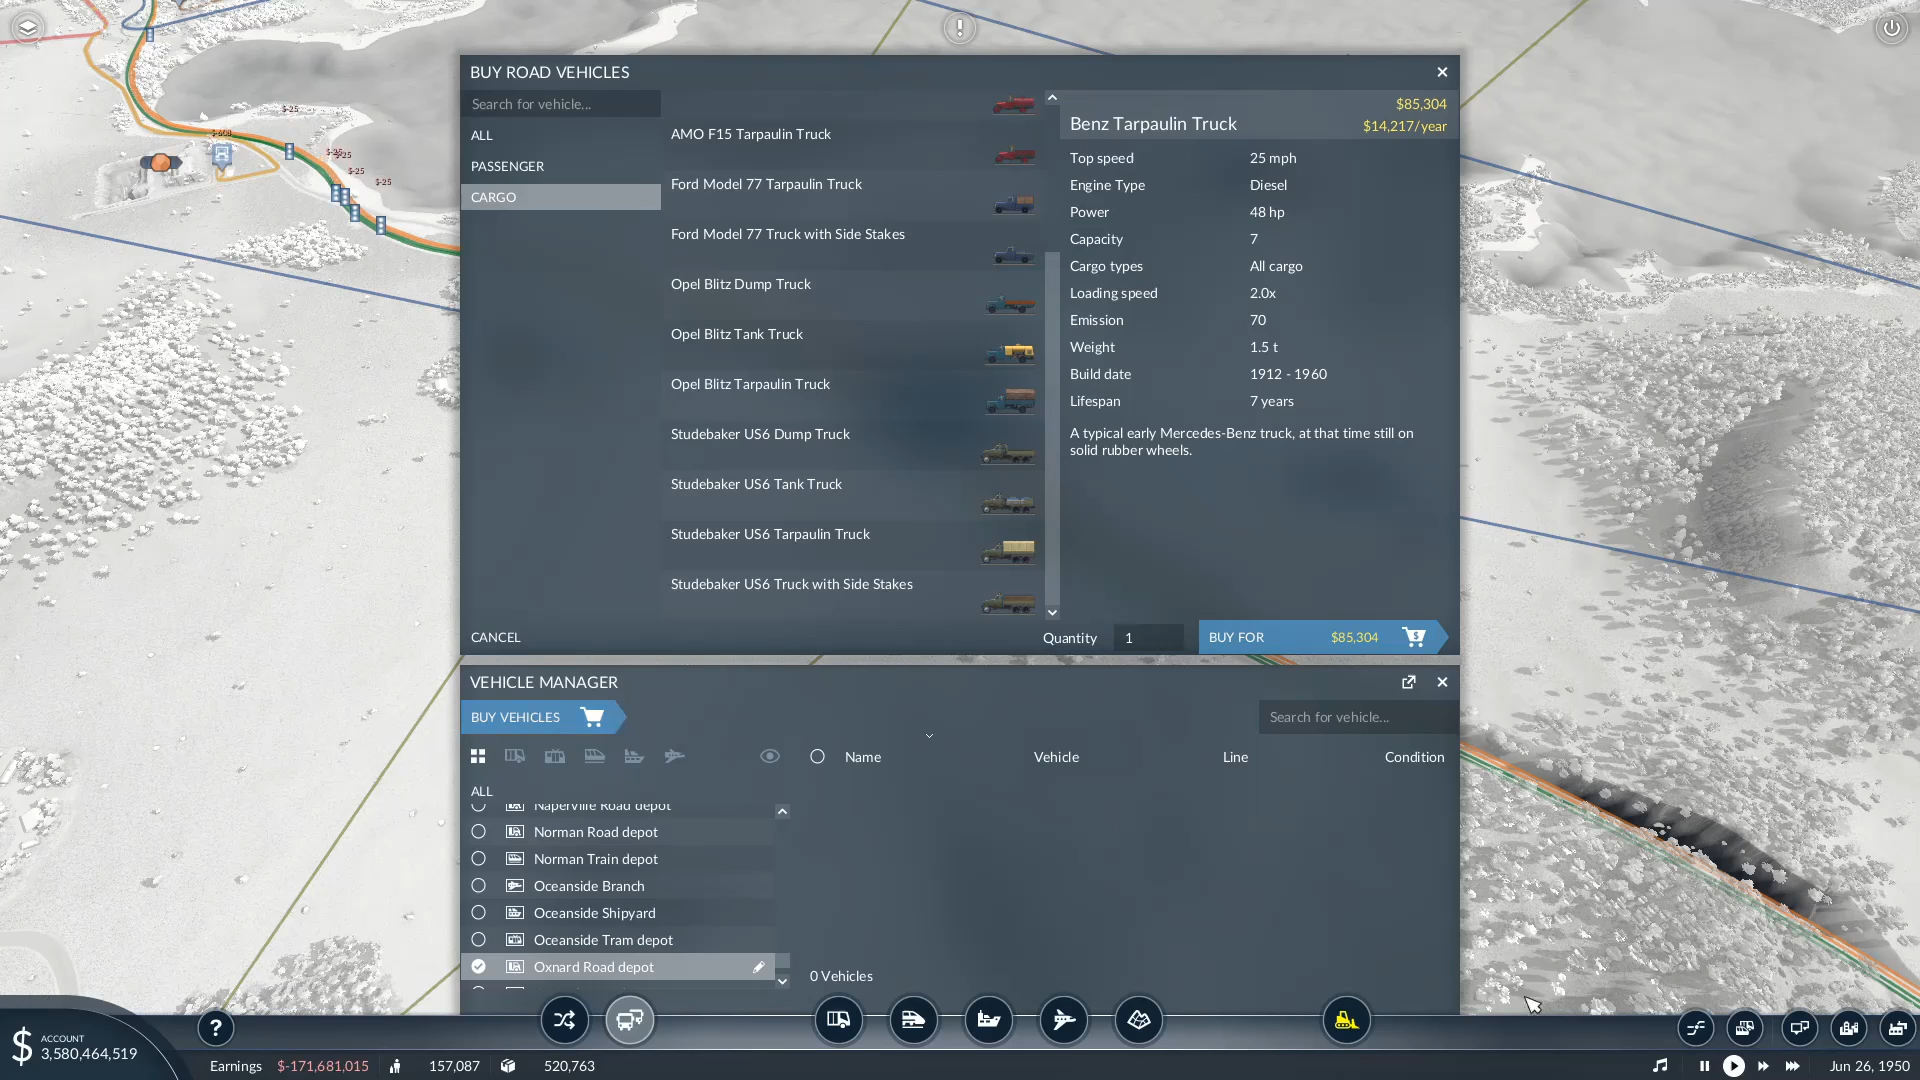 BUY ROAD VEHICLES
Search for vehicle...
ALL
PASSENGER
CARGO
AMO F15 Tarpaulin Truck
Ford Model 77 Tarpaulin Truck
Ford Model 77 Truck with Side Stakes
Opel Blitz Dump Truck
Opel Blitz Tank Truck
Opel Blitz Tarpaulin Truck
Studebaker US6 Dump Truck
Studebaker US6 Tank Truck
Studebaker US6 Tarpaulin Truck
Studebaker US6 Truck with Side Stakes
$85,304
Benz Tarpaulin Truck $14,217/year
Top speed 25 mph
Engine Type Diesel
Power 48 hp
Capacity 7
Cargo types All cargo
Loading speed 2.0x
Emission 70
Weight 1.5 t
Build date 1912 - 1960
Lifespan 7 years
A typical early Mercedes-Benz truck, at that time still on
solid rubber wheels.
CANCEL Quantity 1 BUY FOR $85,304
$-25
$-25
$-25
$-25
VEHICLE MANAGER
BUY VEHICLES Search for vehicle...
Name Vehicle Line Condition
ALL
Naperville Road depot
Norman Road depot
Norman Train depot
Oceanside Branch
Oceanside Shipyard
Oceanside Tram depot
Oxnard Road depot
0 Vehicles
$ ACCOUNT
3,580,464,519
?
Earnings $-171,681,015 157,087 520,763 Jun 26, 1950